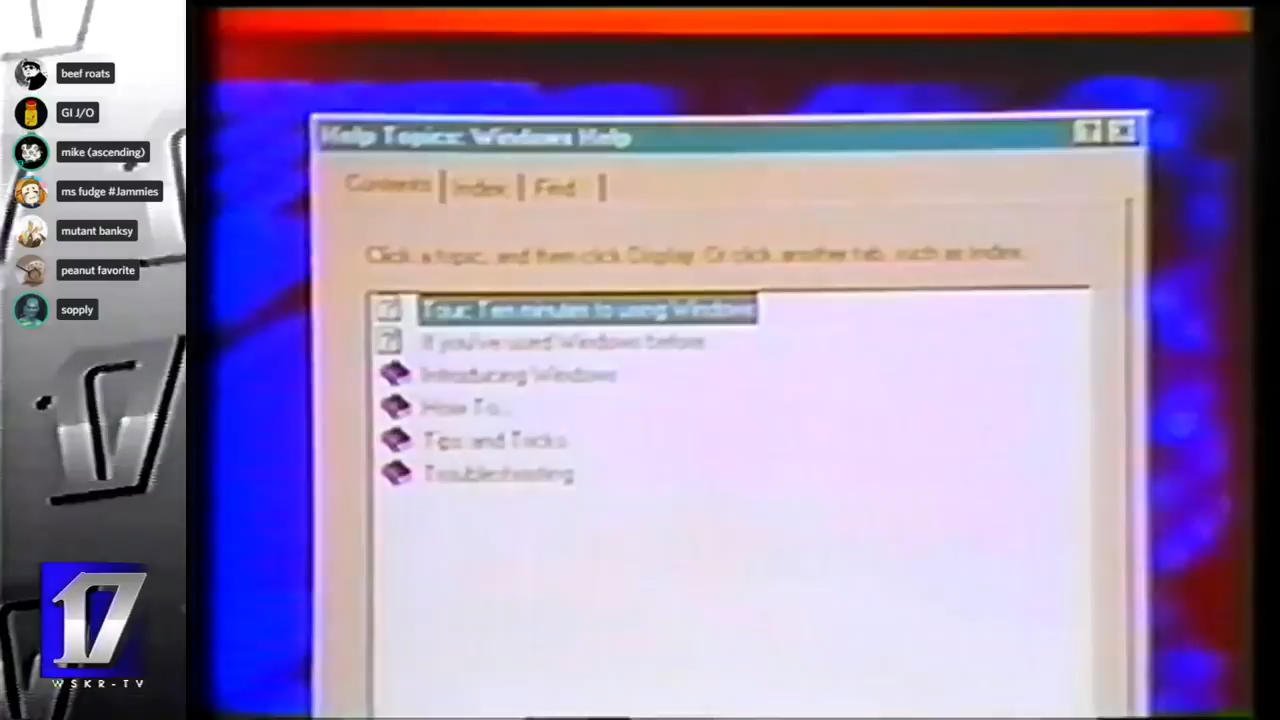 beef roats
GI J/O
mike (ascending)
ms fudge #Jammies
mutant banksy
peanut favorite
sopply
17
WSKR-TV
Help Topics: Windows Help
Contents Index Find
Click a topic, and then click Display. Or click another tab, such as Index.
Tour: Ten minutes to using Windows
If you've used Windows before
Introducing Windows
How To...
Tips and Tricks
Troubleshooting